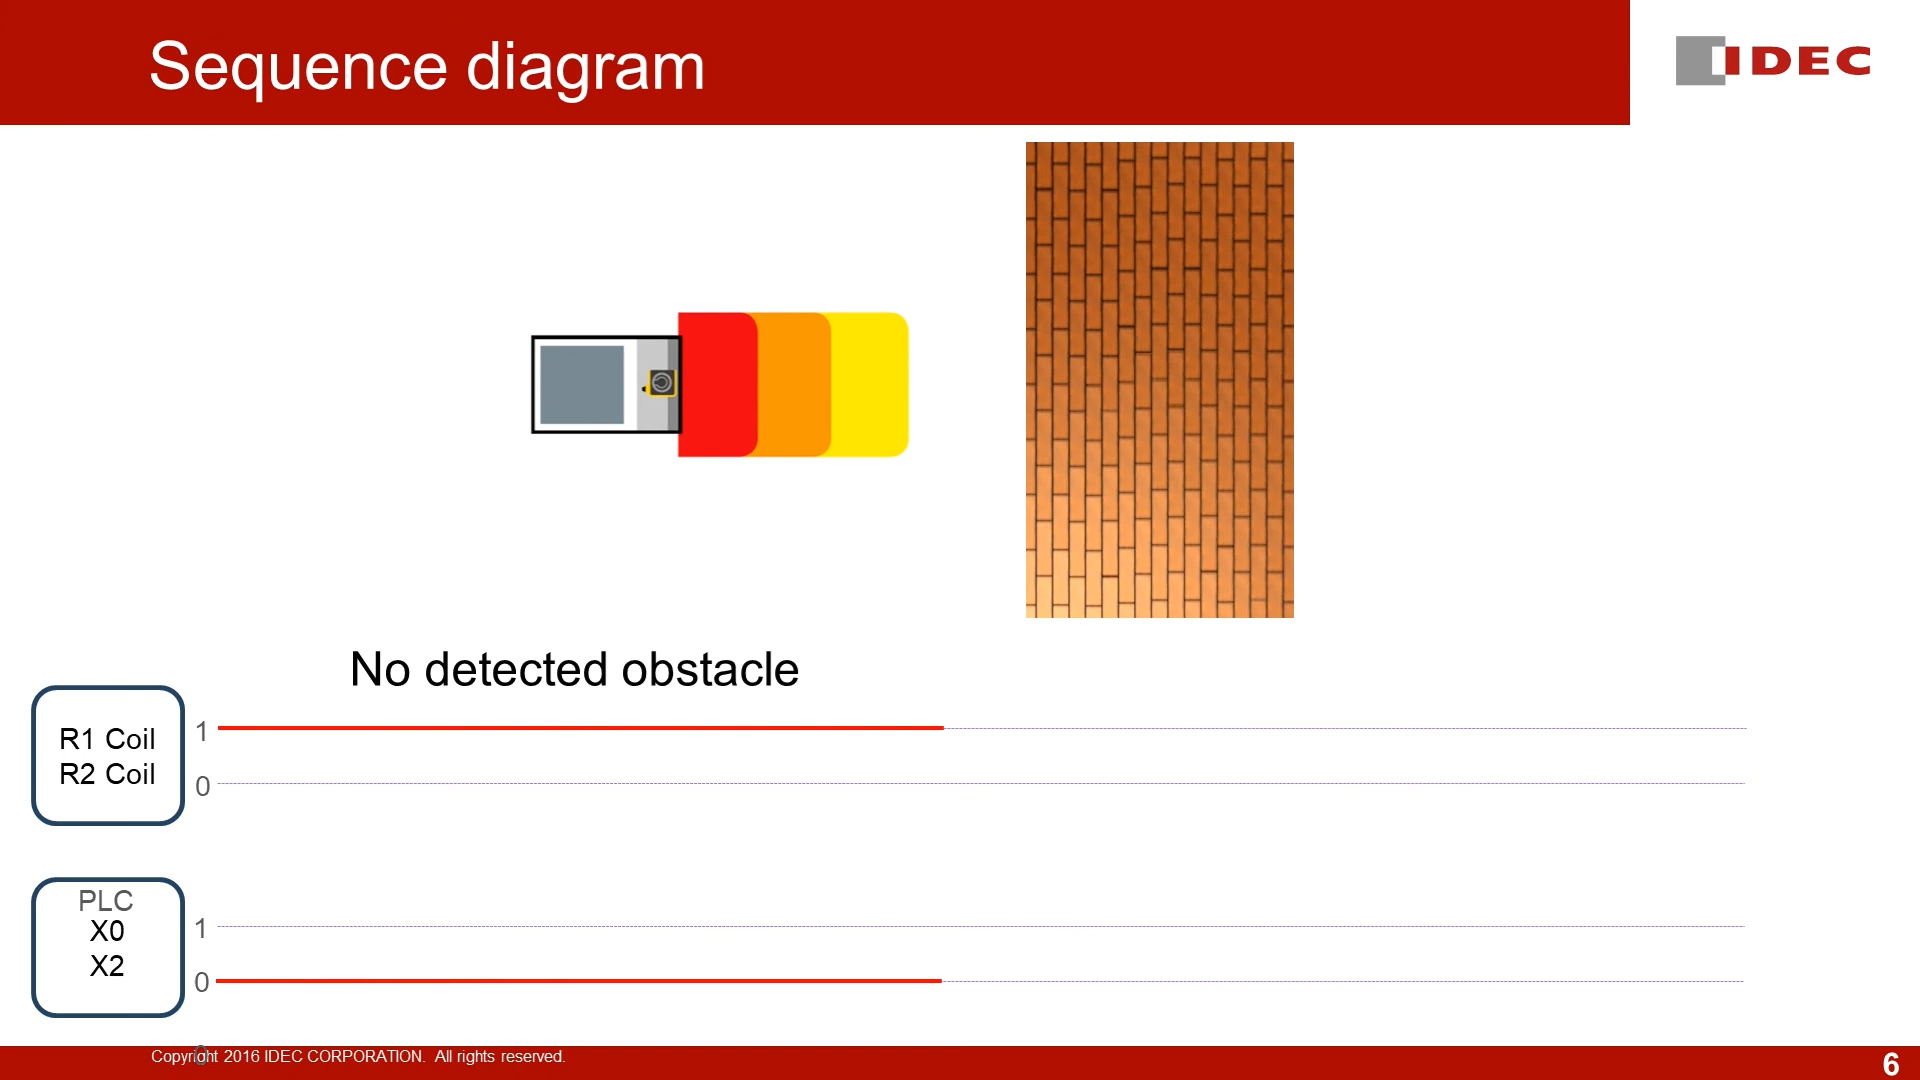 Sequence diagram
IDEC
No detected obstacle
R1 Coil
R2 Coil
1
0
PLC
X0
X2
1
0
0
Copyright 2016 IDEC CORPORATION. All rights reserved.
6